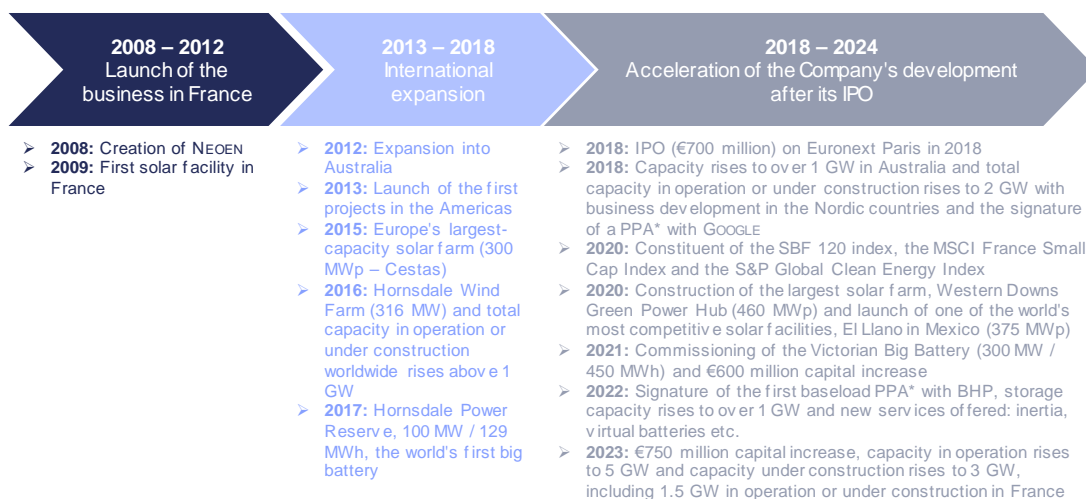 2008 – 2012
Launch of the
business in France
2013 – 2018
International
expansion
2018 – 2024
Acceleration of the Company's development
after its IPO
➢ 2008: Creation of NEOEN
➢ 2009: First solar facility in
France
➢ 2012: Expansion into
Australia
➢ 2013: Launch of the first
projects in the Americas
➢ 2015: Europe's largest-
capacity solar farm (300
MWp – Cestas)
➢ 2016: Hornsdale Wind
Farm (316 MW) and total
capacity in operation or
under construction
worldwide rises above 1
GW
➢ 2017: Hornsdale Power
Reserve, 100 MW / 129
MWh, the world's first big
battery
➢ 2018: IPO (€700 million) on Euronext Paris in 2018
➢ 2018: Capacity rises to over 1 GW in Australia and total
capacity in operation or under construction rises to 2 GW with
business development in the Nordic countries and the signature
of a PPA* with GOOGLE
➢ 2020: Constituent of the SBF 120 index, the MSCI France Small
Cap Index and the S&P Global Clean Energy Index
➢ 2020: Construction of the largest solar farm, Western Downs
Green Power Hub (460 MWp) and launch of one of the world's
most competitive solar facilities, El Llano in Mexico (375 MWp)
➢ 2021: Commissioning of the Victorian Big Battery (300 MW /
450 MWh) and €600 million capital increase
➢ 2022: Signature of the first baseload PPA* with BHP, storage
capacity rises to over 1 GW and new services offered: inertia,
virtual batteries etc.
➢ 2023: €750 million capital increase, capacity in operation rises
to 5 GW and capacity under construction rises to 3 GW,
including 1.5 GW in operation or under construction in France